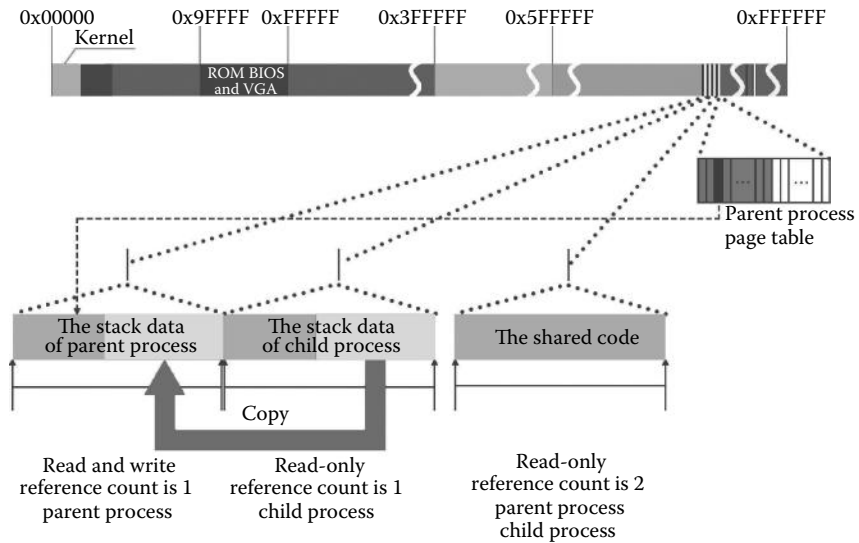 0x00000 0x9FFFF 0xFFFFF 0x3FFFFF 0x5FFFFF 0xFFFFFF
Kernel
ROM BIOS
and VGA
...
...
Parent process
page table
The stack data
of parent process
The stack data
of child process
The shared code
Copy
Read and write
reference count is 1
parent process
Read-only
reference count is 1
child process
Read-only
reference count is 2
parent process
child process